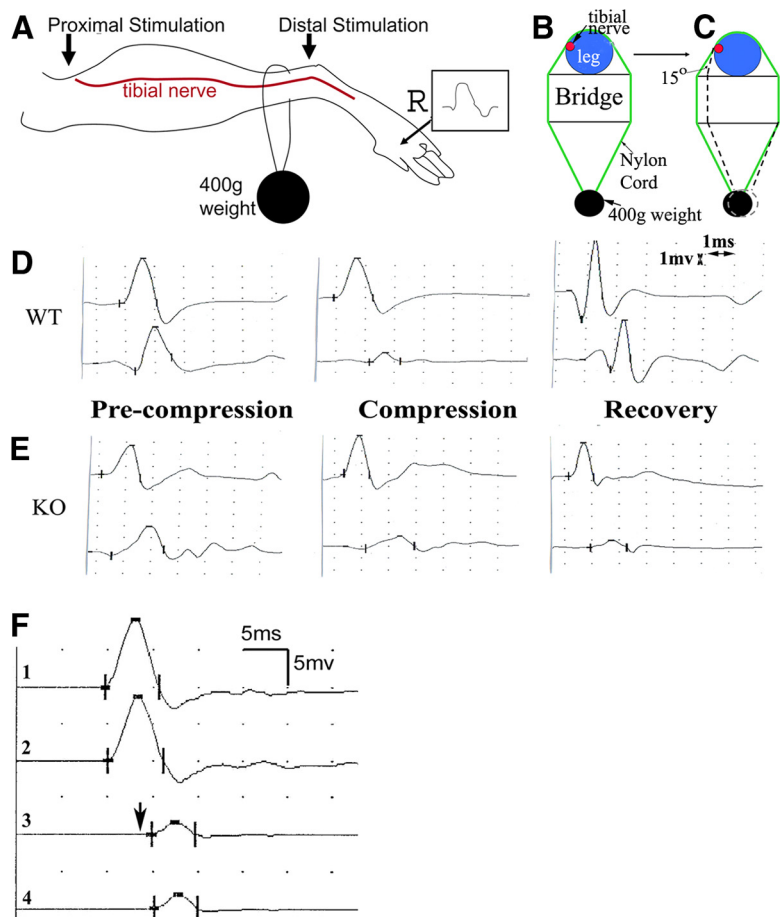 A
Proximal Stimulation
Distal Stimulation
tibial nerve
R
400g
weight
B
tibial
nerve
leg
Bridge
Nylon
Cord
400g weight
C
15°
D
WT
1ms
1mv
Pre-compression
Compression
Recovery
E
KO
F
5ms
5mv
1
2
3
4